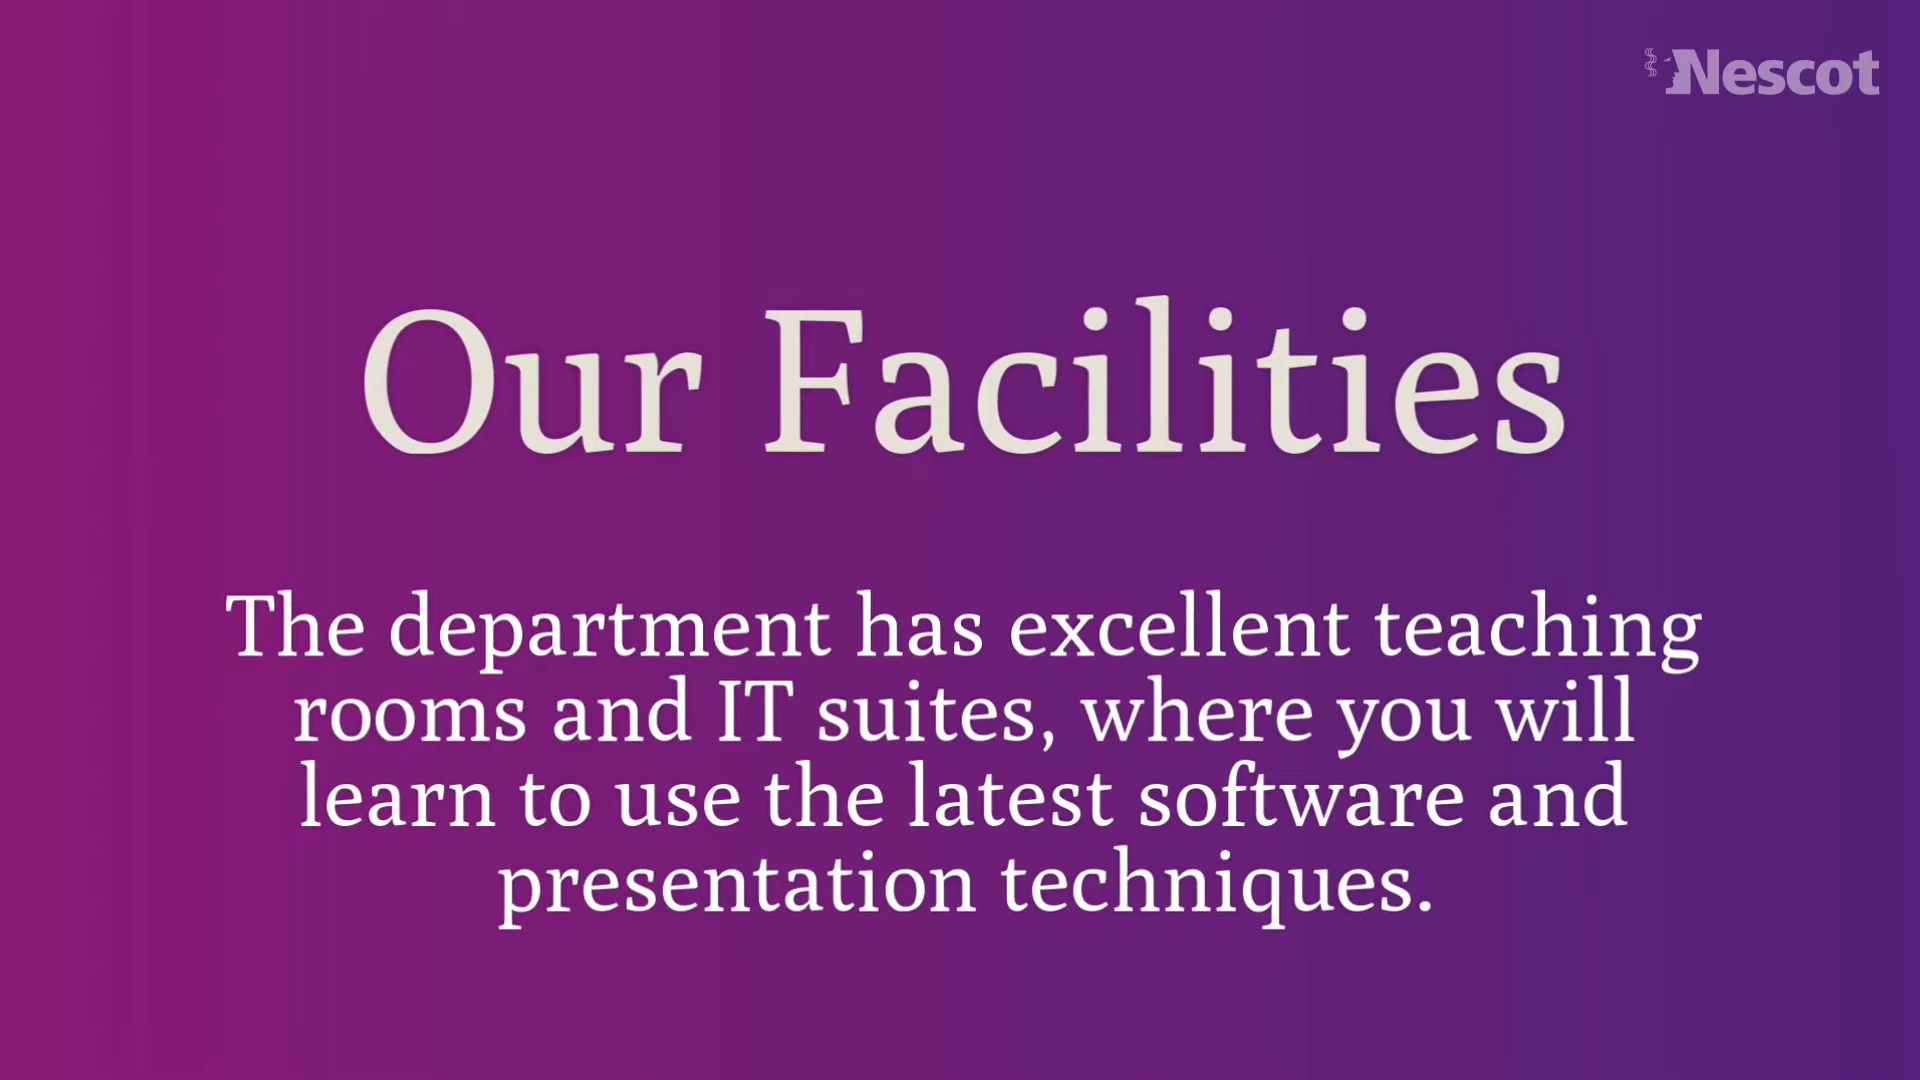 Nescot
Our Facilities
The department has excellent teaching
rooms and IT suites, where you will
learn to use the latest software and
presentation techniques.